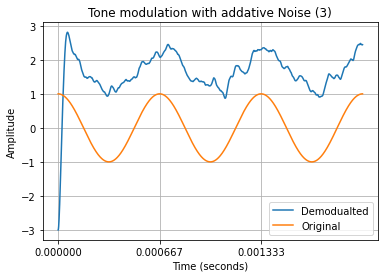 Tone modulation with addative Noise (3)
3
2
1
0
−1
−2
−3
Amplitude
Demodualted
Original
0.000000
0.000667
0.001333
Time (seconds)